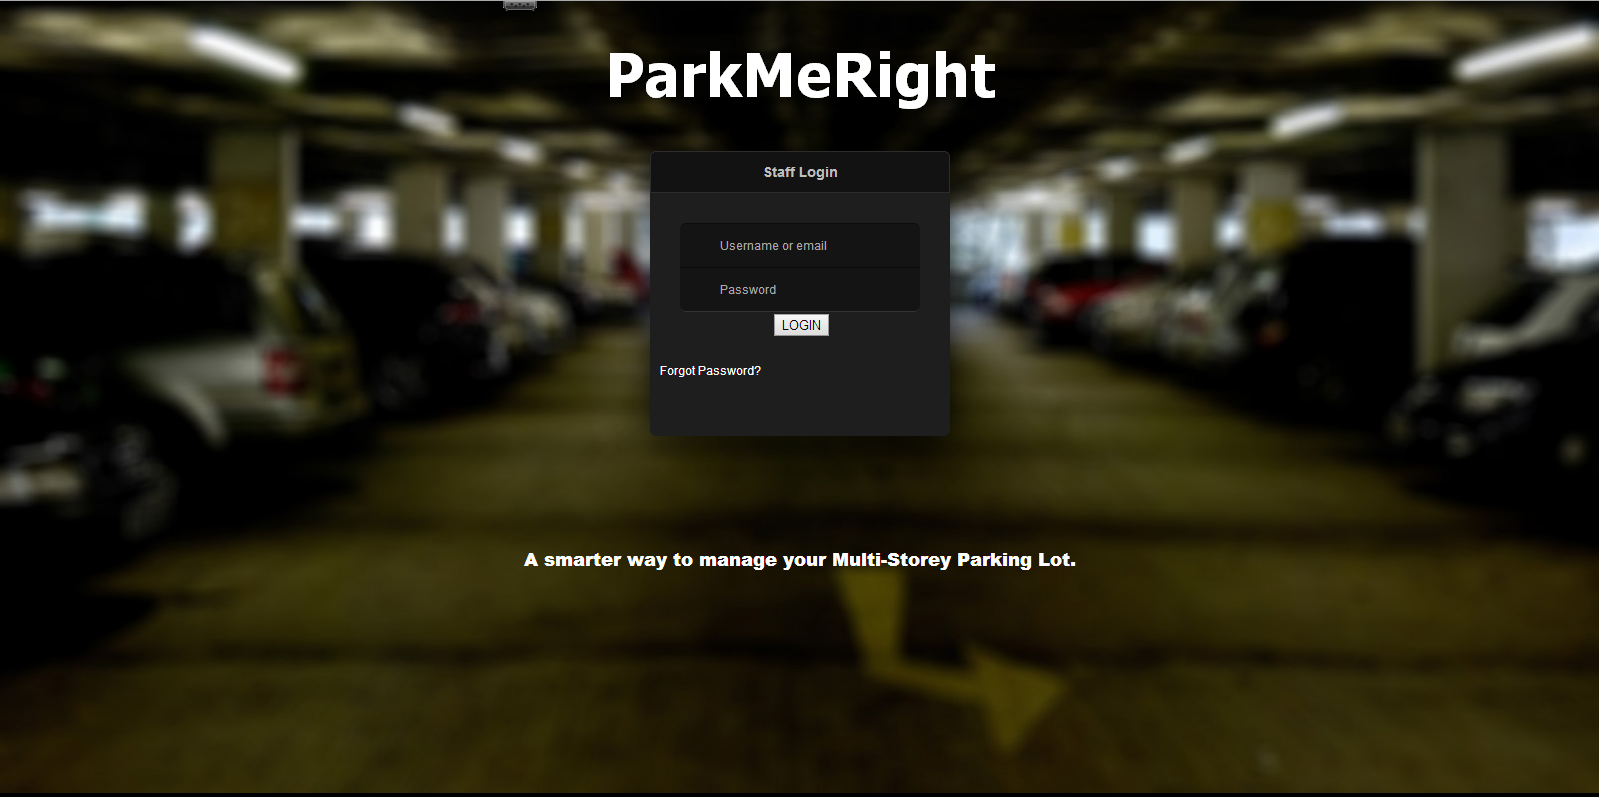 ParkMeRight
Staff Login
Username or email
Password
LOGIN
Forgot Password?
A smarter way to manage your Multi-Storey Parking Lot.